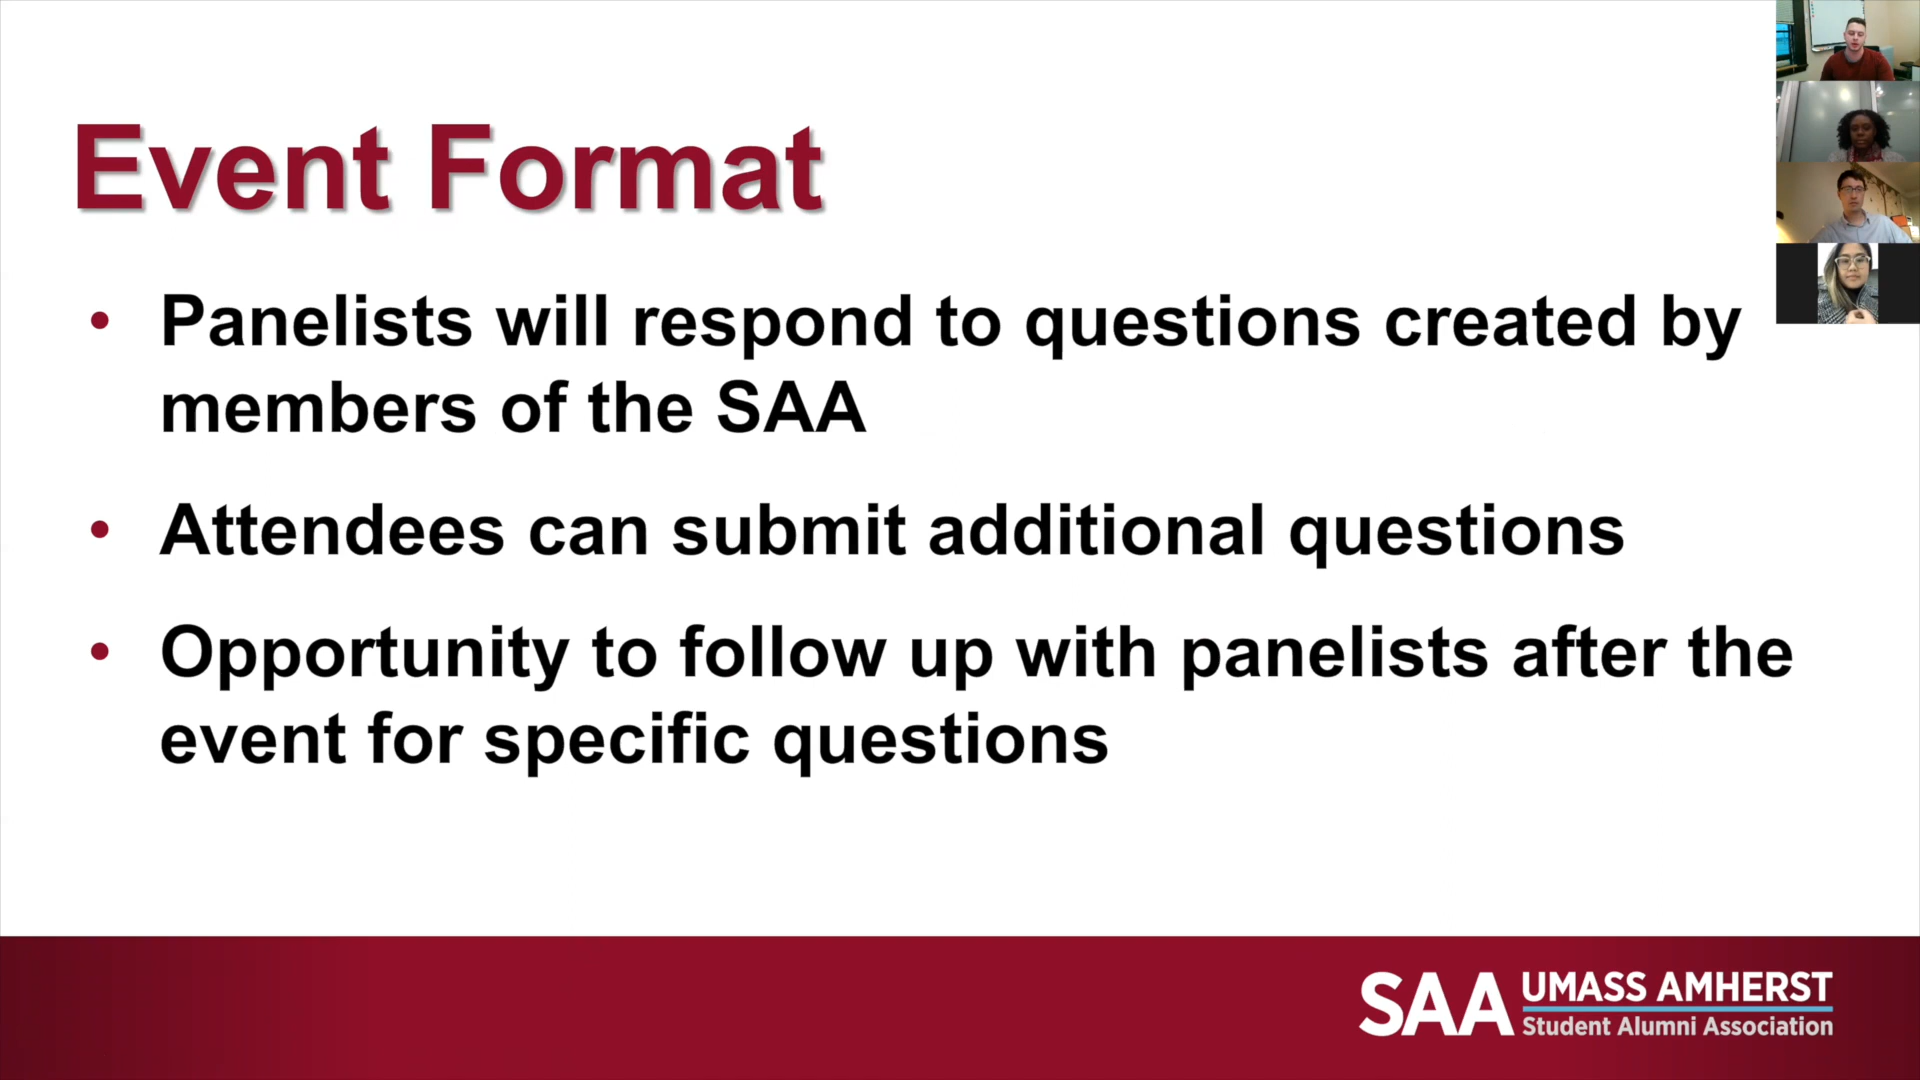 Event Format
• Panelists will respond to questions created by
members of the SAA
• Attendees can submit additional questions
• Opportunity to follow up with panelists after the
event for specific questions
SAA UMASS AMHERST
Student Alumni Association